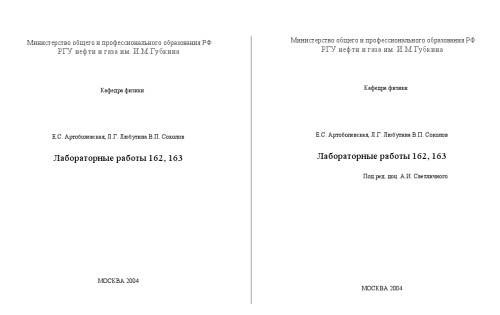 Министерство общего и профессионального образования РФ
РГУ нефти и газа им. И.М.Губкина
Кафедра физики
Е.С. Артоболевская, Л.Г. Любутина В.П. Соколов
Лабораторные работы 162, 163
МОСКВА 2004
Министерство общего и профессионального образования РФ
РГУ нефти и газа им. И.М.Губкина
Кафедра физики
Е.С. Артоболевская, Л.Г. Любутина В.П. Соколов
Лабораторные работы 162, 163
Под ред. доц. А.И. Светличного
МОСКВА 2004